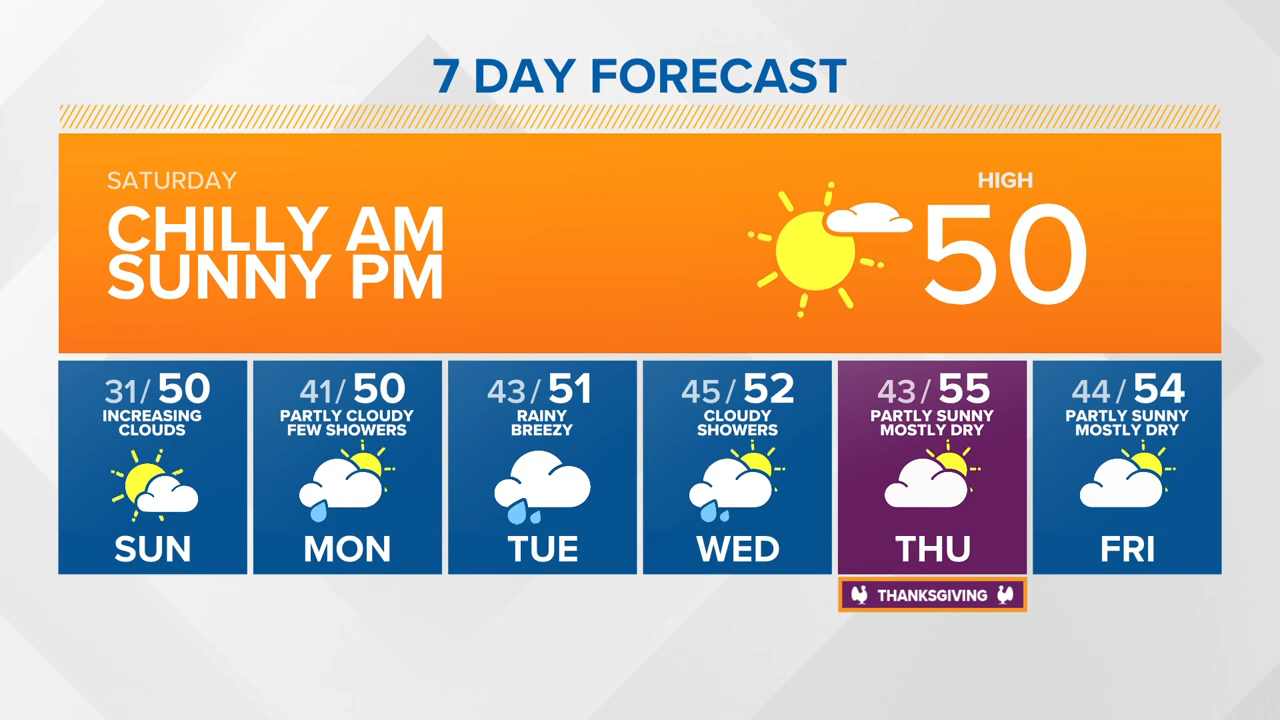 7 DAY FORECAST
SATURDAY
CHILLY AM
SUNNY PM
HIGH
50
31/ 50
INCREASING
CLOUDS
SUN
41/ 50
PARTLY CLOUDY
FEW SHOWERS
MON
43/ 51
RAINY
BREEZY
TUE
45/ 52
CLOUDY
SHOWERS
WED
43/ 55
PARTLY SUNNY
MOSTLY DRY
THU
THANKSGIVING
44/ 54
PARTLY SUNNY
MOSTLY DRY
FRI